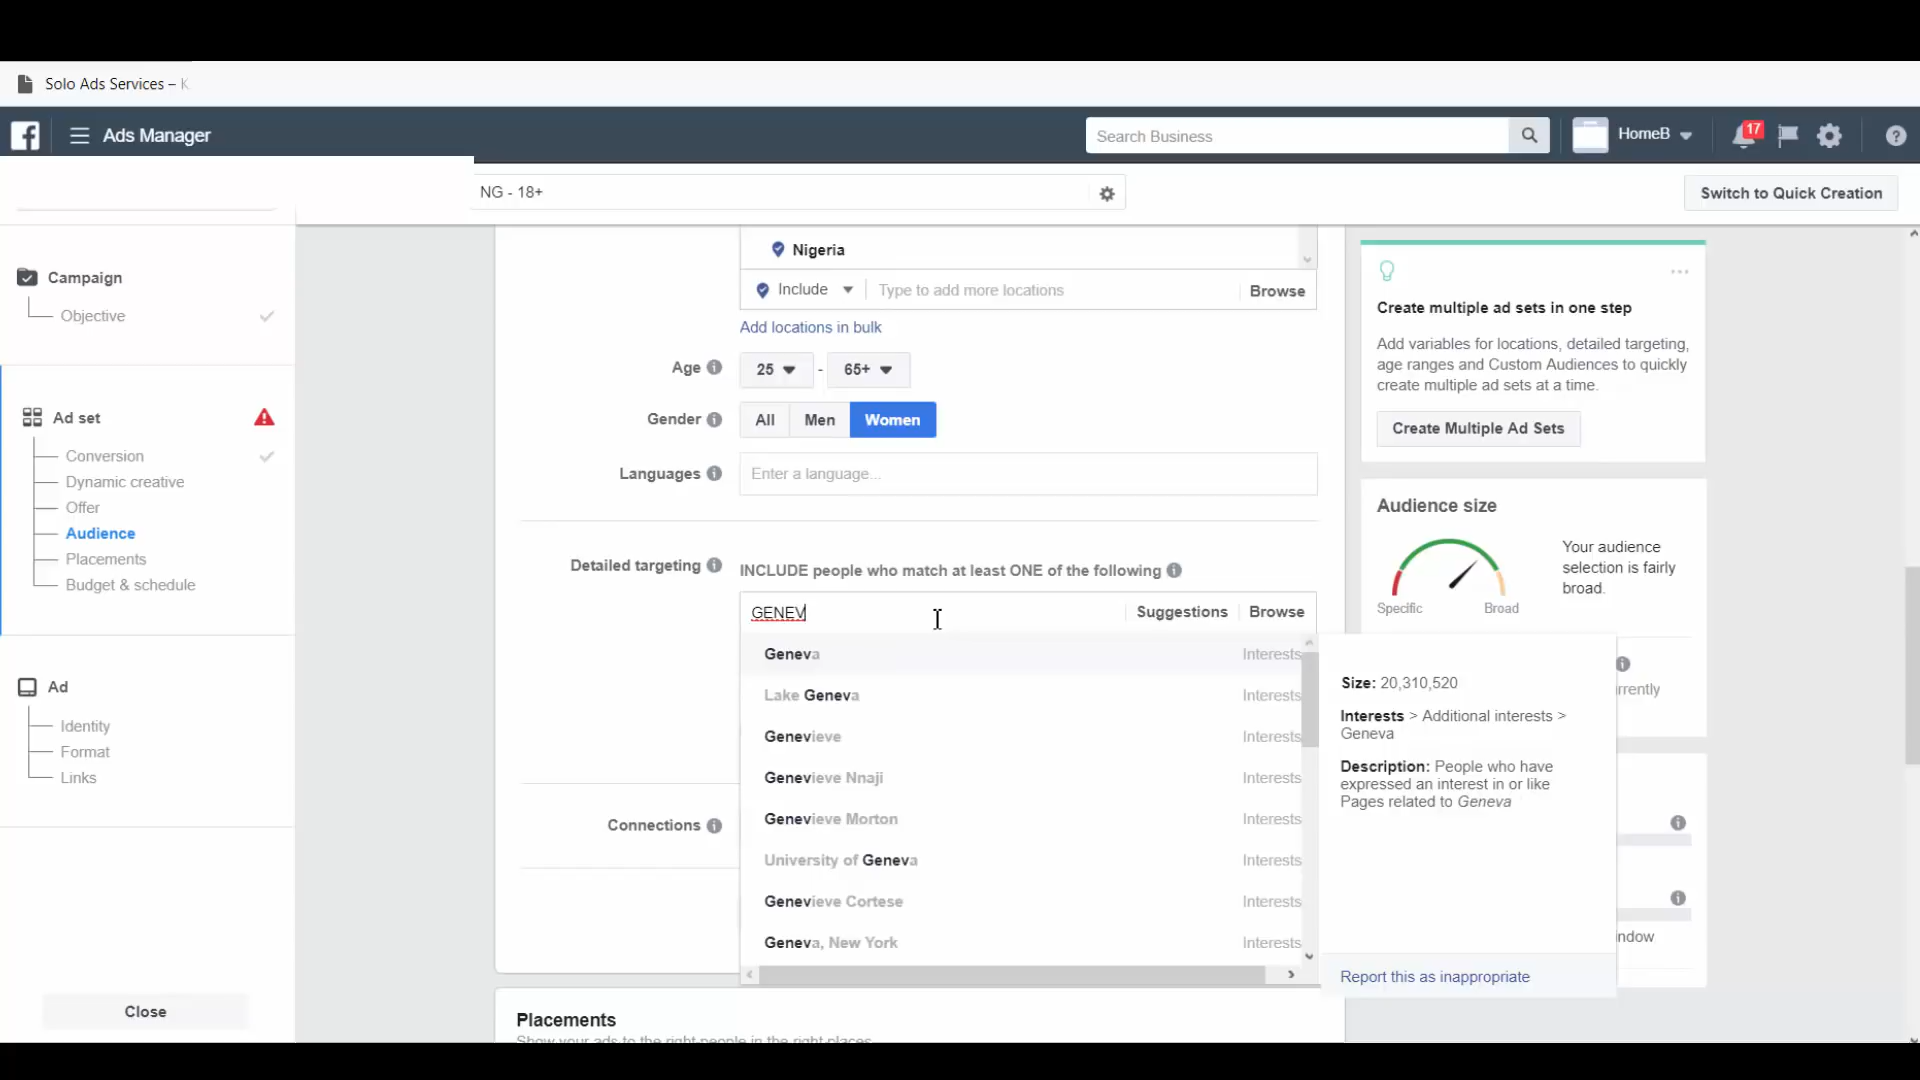 Solo Ads Services – K
Ads Manager
Search Business
HomeB
17
NG - 18+
Switch to Quick Creation
Campaign
Objective
Ad set
Conversion
Dynamic creative
Offer
Audience
Placements
Budget & schedule
Ad
Identity
Format
Links
Close
Nigeria
Include
Type to add more locations
Browse
Add locations in bulk
Age
25
-
65+
Gender
All
Men
Women
Languages
Enter a language...
Detailed targeting
INCLUDE people who match at least ONE of the following
GENEV
Suggestions
Browse
Geneva Interests
Lake Geneva Interests
Genevieve Interests
Genevieve Nnaji Interests
Genevieve Morton Interests
University of Geneva Interests
Genevieve Cortese Interests
Geneva, New York Interests
Connections
Placements
Show your ads to the right people in the right places.
Create multiple ad sets in one step
Add variables for locations, detailed targeting,
age ranges and Custom Audiences to quickly
create multiple ad sets at a time.
Create Multiple Ad Sets
Audience size
Your audience
selection is fairly
broad.
Specific
Broad
Size: 20,310,520
Interests > Additional interests >
Geneva
Description: People who have
expressed an interest in or like
Pages related to Geneva
Report this as inappropriate
rrently
ndow